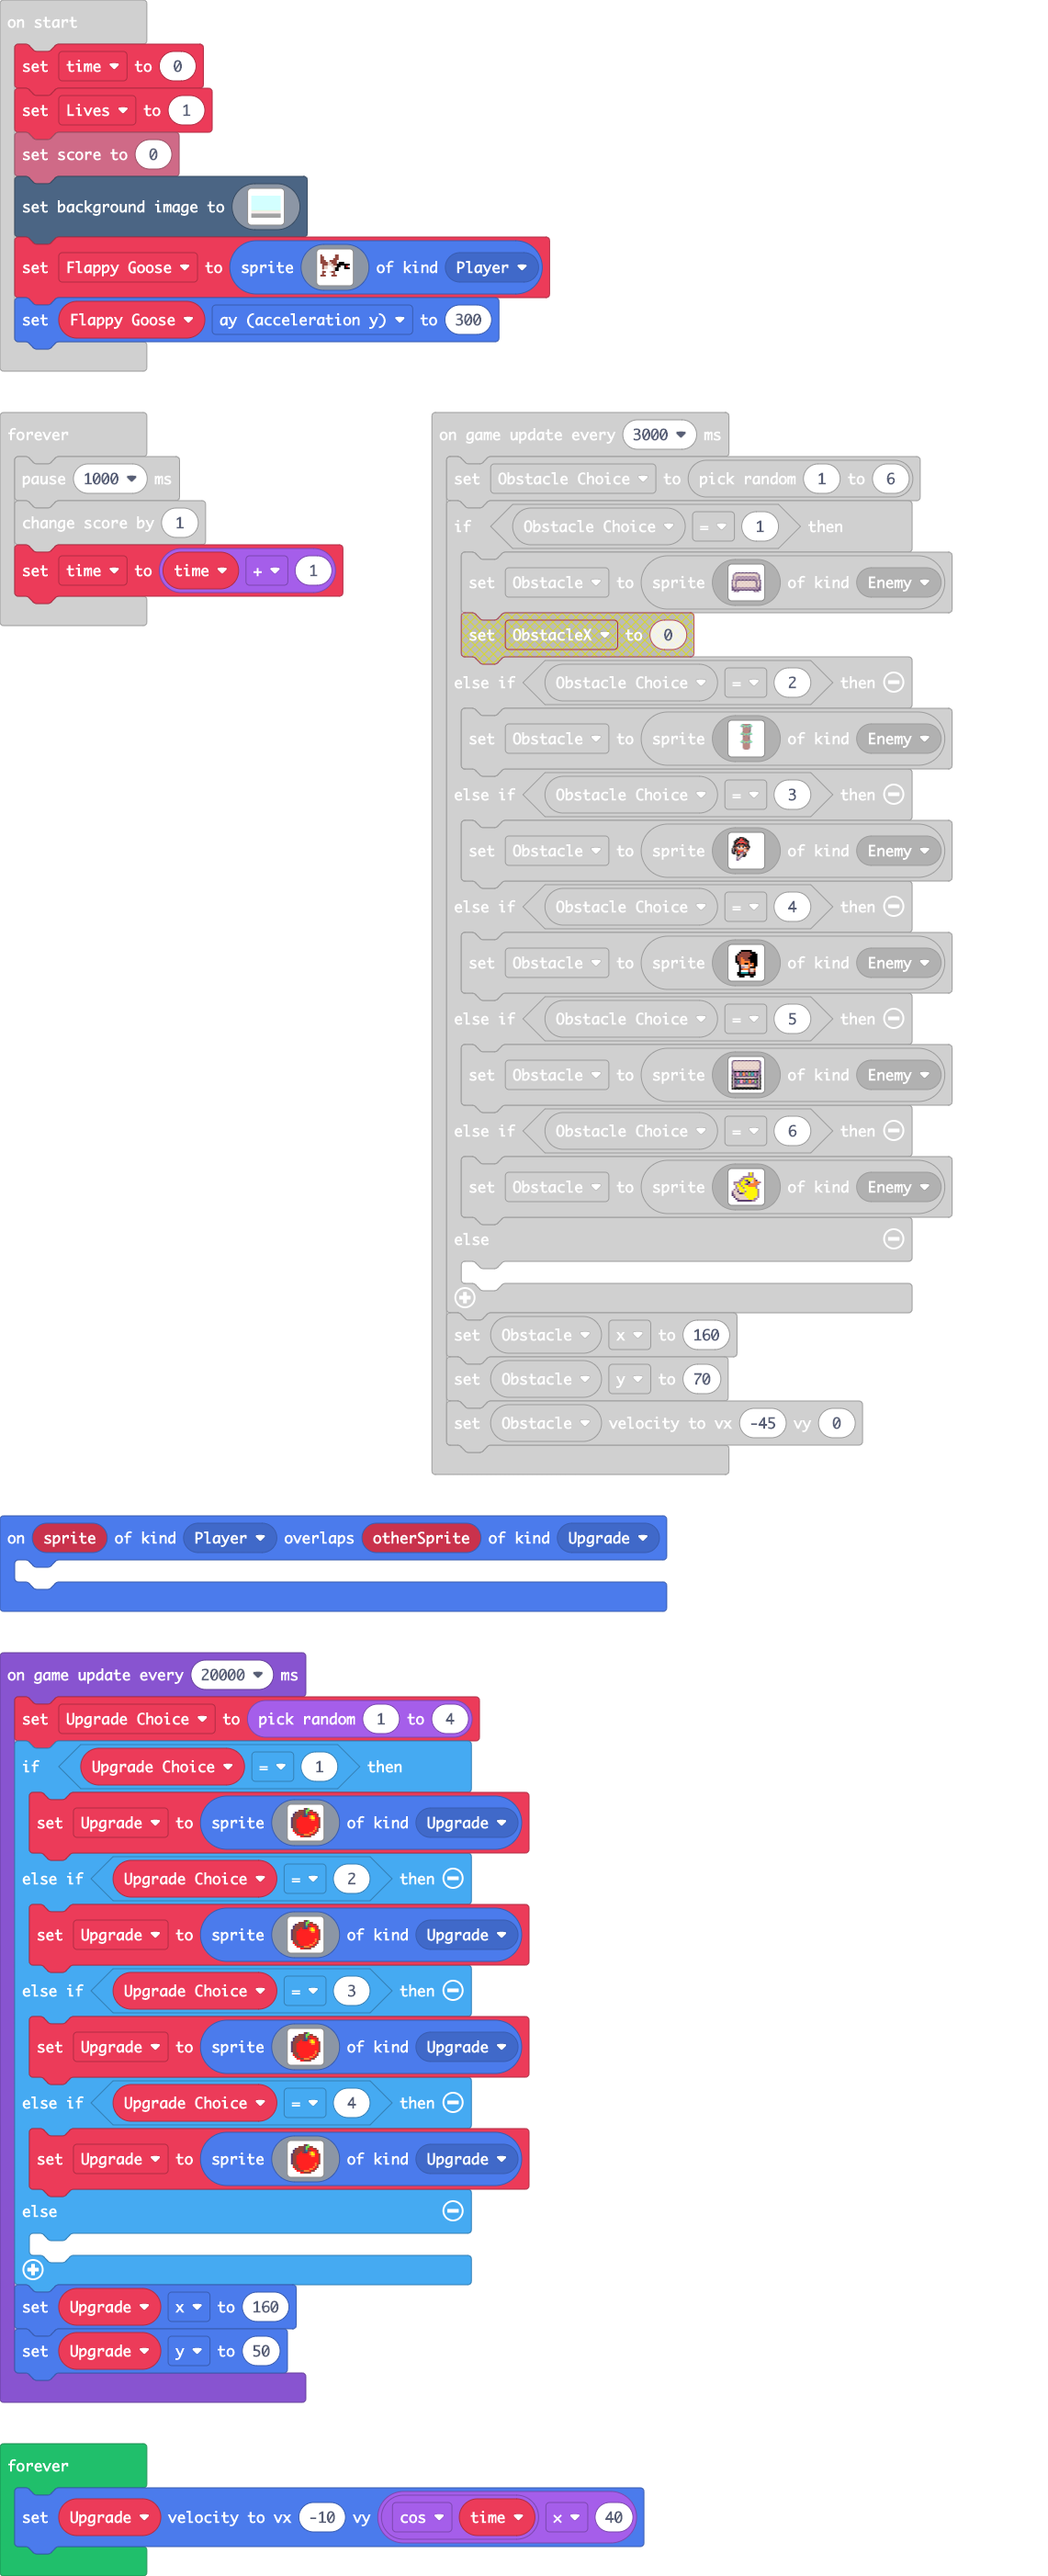 on start
set time to 0
set Lives to 1
set score to 0
set background image to
set Flappy Goose to sprite of kind Player
set Flappy Goose ay (acceleration y) to 300
forever
pause 1000 ms
change score by 1
set time to time + 1
on game update every 3000 ms
set Obstacle Choice to pick random 1 to 6
if Obstacle Choice = 1 then
set Obstacle to sprite of kind Enemy
set ObstacleX to 0
else if Obstacle Choice = 2 then
set Obstacle to sprite of kind Enemy
else if Obstacle Choice = 3 then
set Obstacle to sprite of kind Enemy
else if Obstacle Choice = 4 then
set Obstacle to sprite of kind Enemy
else if Obstacle Choice = 5 then
set Obstacle to sprite of kind Enemy
else if Obstacle Choice = 6 then
set Obstacle to sprite of kind Enemy
else
set Obstacle x to 160
set Obstacle y to 70
set Obstacle velocity to vx -45 vy 0
on sprite of kind Player overlaps otherSprite of kind Upgrade
on game update every 20000 ms
set Upgrade Choice to pick random 1 to 4
if Upgrade Choice = 1 then
set Upgrade to sprite of kind Upgrade
else if Upgrade Choice = 2 then
set Upgrade to sprite of kind Upgrade
else if Upgrade Choice = 3 then
set Upgrade to sprite of kind Upgrade
else if Upgrade Choice = 4 then
set Upgrade to sprite of kind Upgrade
else
set Upgrade x to 160
set Upgrade y to 50
forever
set Upgrade velocity to vx -10 vy cos time x 40